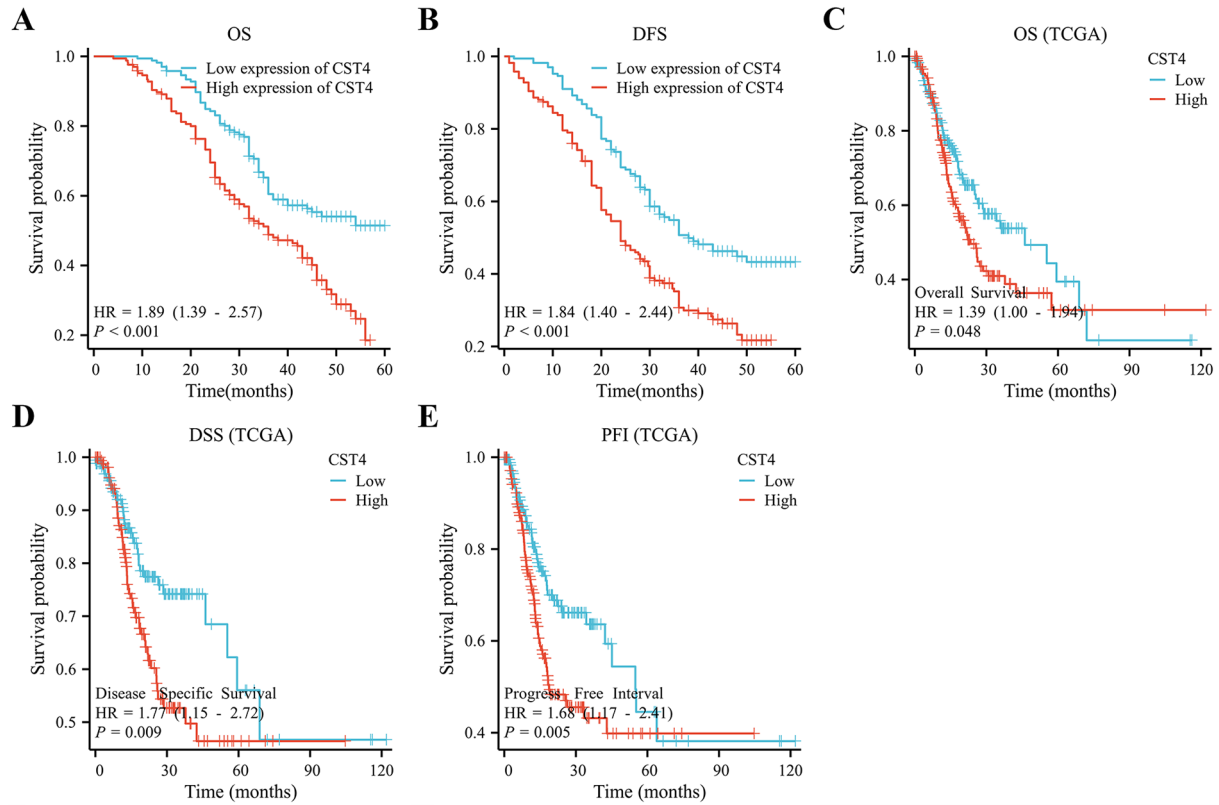 A
OS
Survival probability
1.0
0.8
0.6
0.4
0.2
Low expression of CST4
High expression of CST4
HR = 1.89 (1.39 - 2.57)
P < 0.001
0 10 20 30 40 50 60
Time(months)
B
DFS
Survival probability
1.0
0.8
0.6
0.4
0.2
Low expression of CST4
High expression of CST4
HR = 1.84 (1.40 - 2.44)
P < 0.001
0 10 20 30 40 50 60
Time(months)
C
OS (TCGA)
Survival probability
1.0
0.8
0.6
0.4
CST4
Low
High
Overall Survival
HR = 1.39 (1.00 - 1.94)
P = 0.048
0 30 60 90 120
Time (months)
D
DSS (TCGA)
Survival probability
1.0
0.9
0.8
0.7
0.6
0.5
CST4
Low
High
Disease Specific Survival
HR = 1.77 (1.15 - 2.72)
P = 0.009
0 30 60 90 120
Time (months)
E
PFI (TCGA)
Survival probability
1.0
0.8
0.6
0.4
CST4
Low
High
Progress Free Interval
HR = 1.68 (1.17 - 2.41)
P = 0.005
0 30 60 90 120
Time (months)